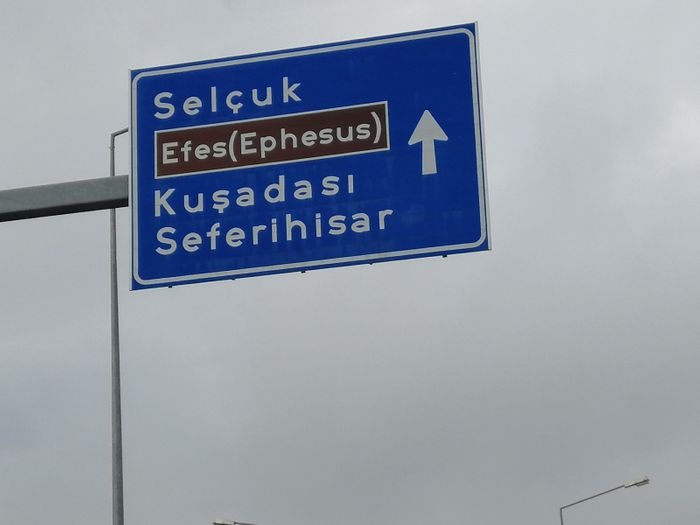 Selçuk
Efes(Ephesus)
Kuşadası
Seferihisar